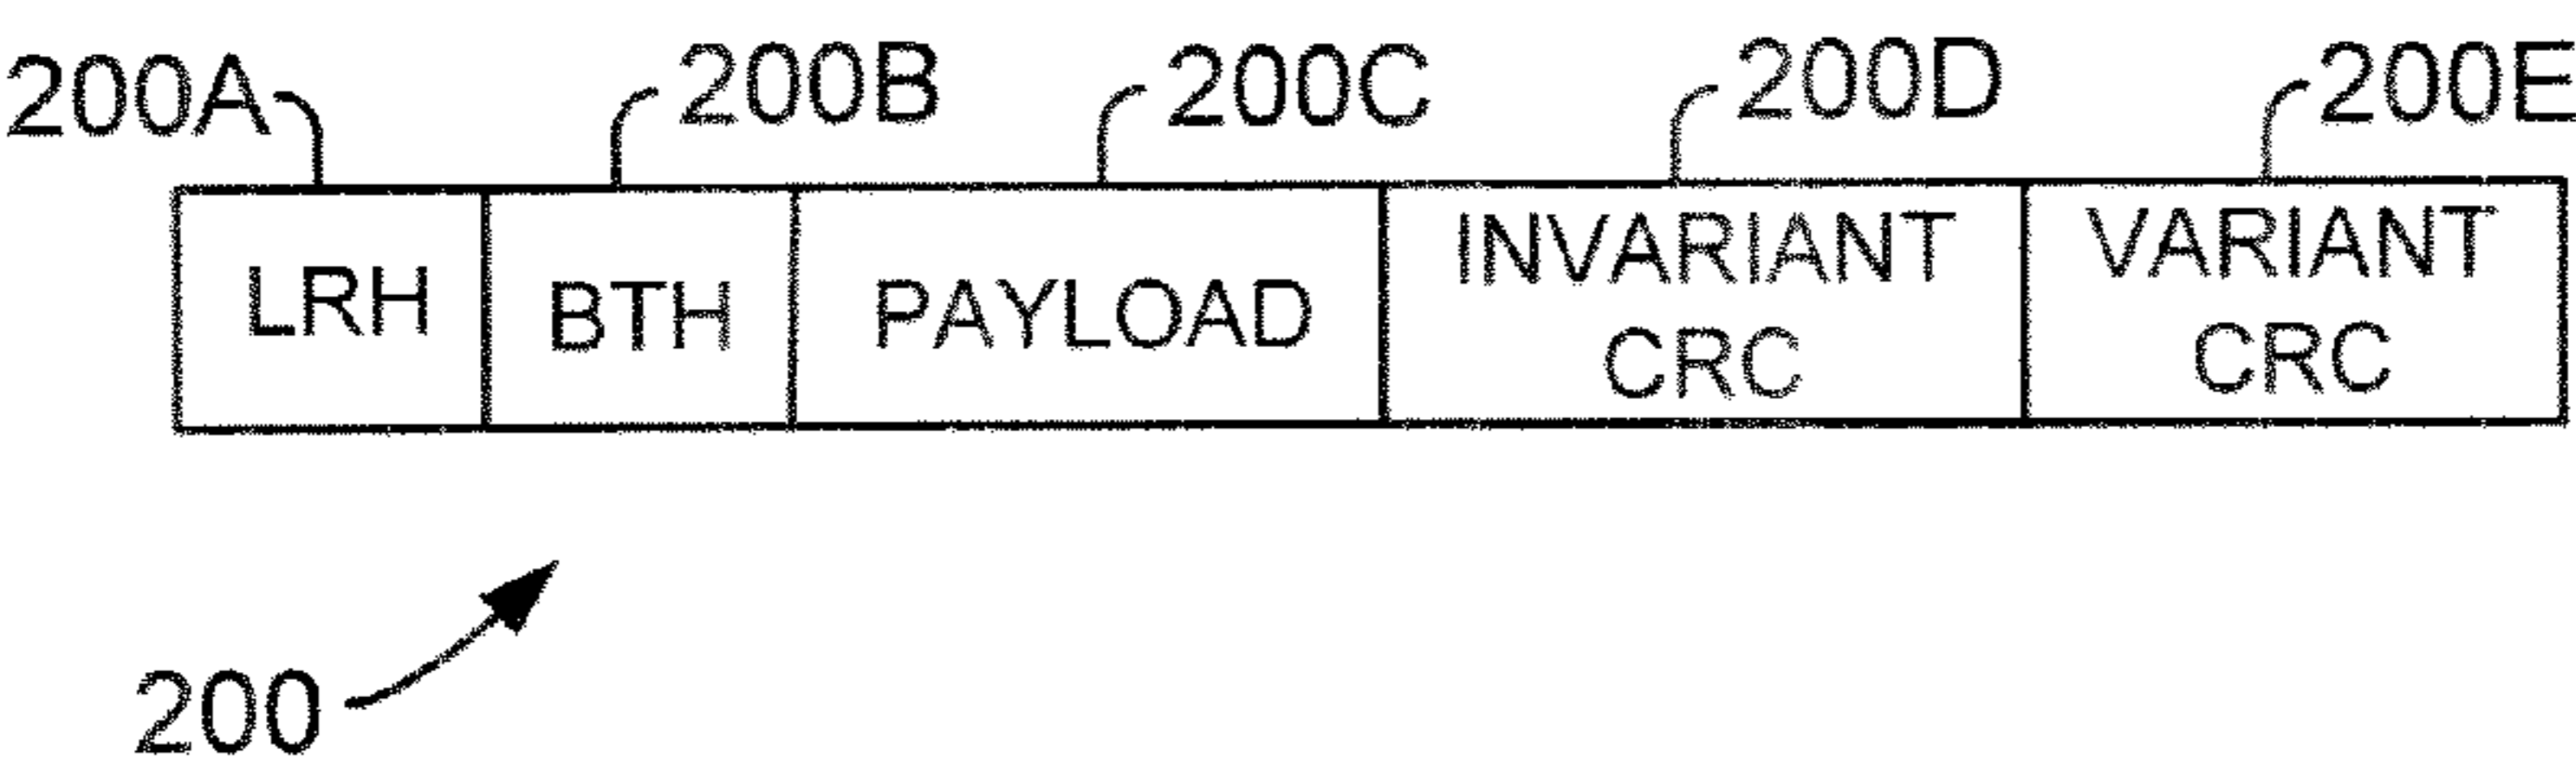 200A 200B 200C 200D 200E
LRH BTH PAYLOAD INVARIANT CRC VARIANT CRC
200